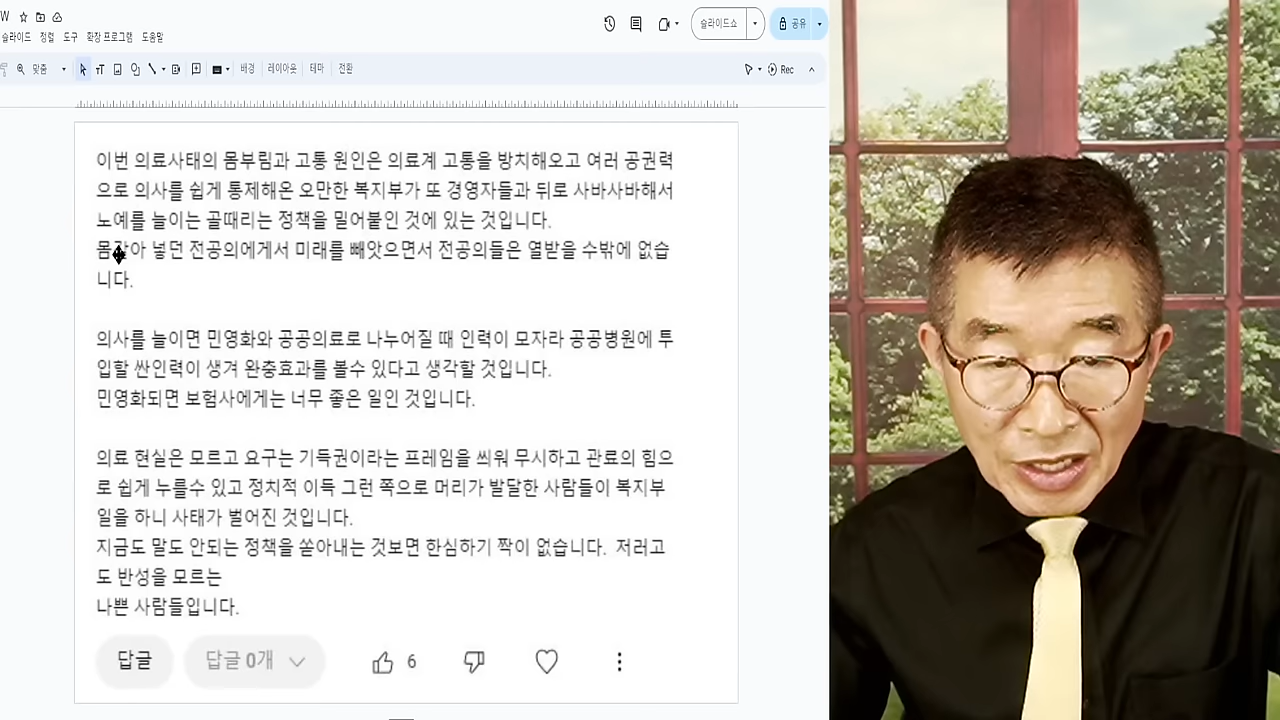 W
슬라이드 정렬 도구 확장 프로그램 도움말
슬라이드쇼
공유
맞춤
배경 레이아웃 테마 전환
Rec
이번 의료사태의 몸부림과 고통 원인은 의료계 고통을 방치해오고 여러 공권력
으로 의사를 쉽게 통제해온 오만한 복지부가 또 경영자들과 뒤로 사바사바해서
노예를 늘이는 골때리는 정책을 밀어붙인 것에 있는 것입니다.
넣던 전공의에게서 미래를 빼앗으면서 전공의들은 열받을 수밖에 없습
니다.
의사를 늘이면 민영화와 공공의료로 나누어질 때 인력이 모자라 공공병원에 투
입할 싼인력이 생겨 완충효과를 볼수 있다고 생각할 것입니다.
민영화되면 보험사에게는 너무 좋은 일인 것입니다.
의료 현실은 모르고 요구는 기득권이라는 프레임을 씌워 무시하고 관료의 힘으
로 쉽게 누를수 있고 정치적 이득 그런 쪽으로 머리가 발달한 사람들이 복지부
일을 하니 사태가 벌어진 것입니다.
지금도 말도 안되는 정책을 쏟아내는 것보면 한심하기 짝이 없습니다. 저러고
도 반성을 모르는
나쁜 사람들입니다.
답글
답글 0개
6